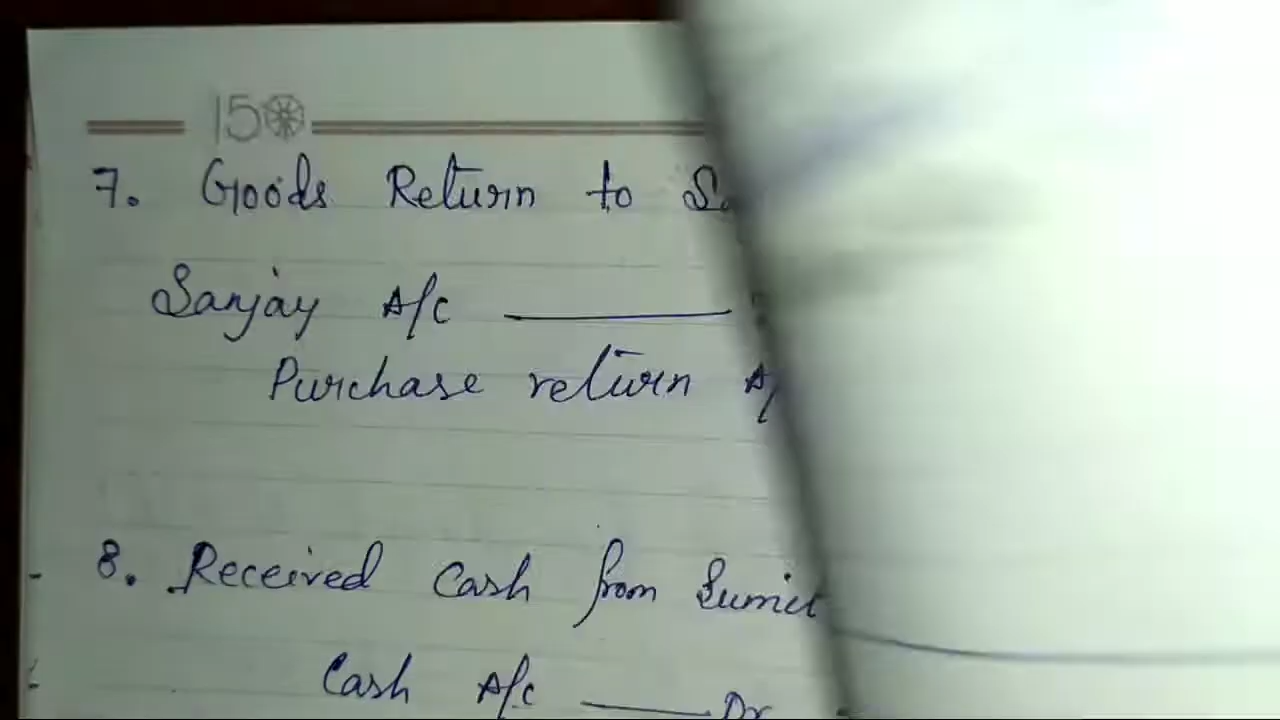 150
7. Goods Return to
Sanjay A/c
Purchase return
8. Received Cash from Sumit
Cash A/c Dr